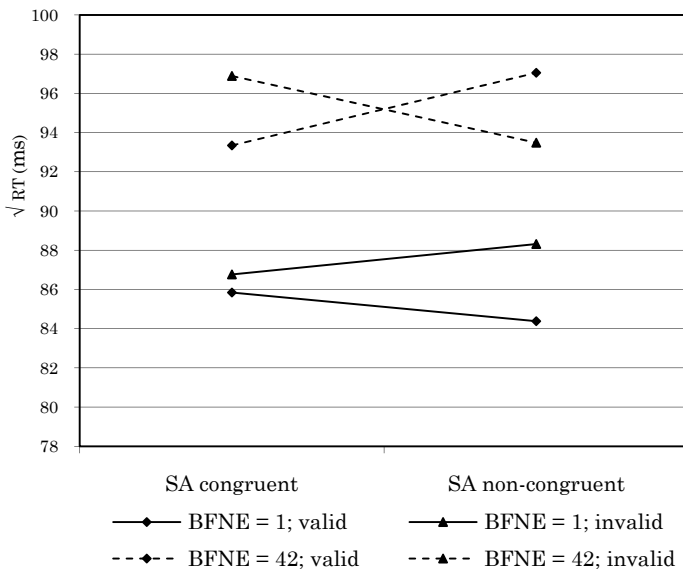 100
98
96
94
92
90
88
86
84
82
80
78
√ RT (ms)
SA congruent
SA non-congruent
BFNE = 1; valid
BFNE = 1; invalid
BFNE = 42; valid
BFNE = 42; invalid